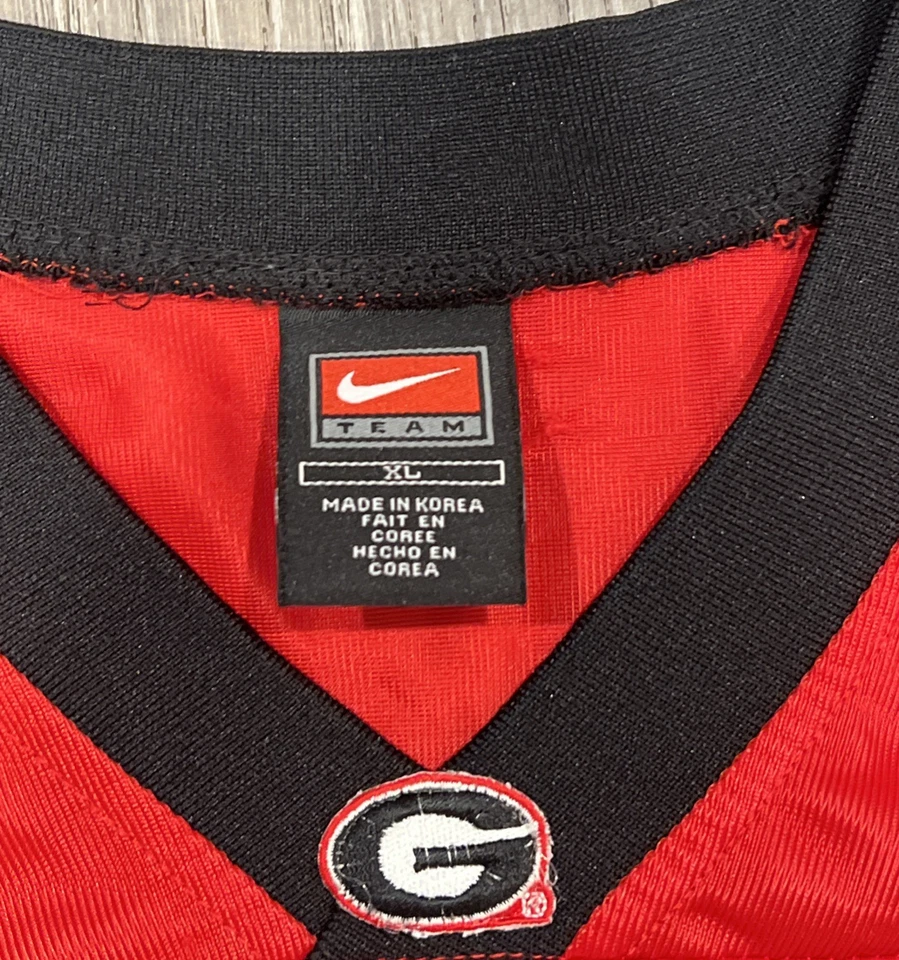 TEAM
XL
MADE IN KOREA
FAIT EN
COREE
HECHO EN
COREA
G
R